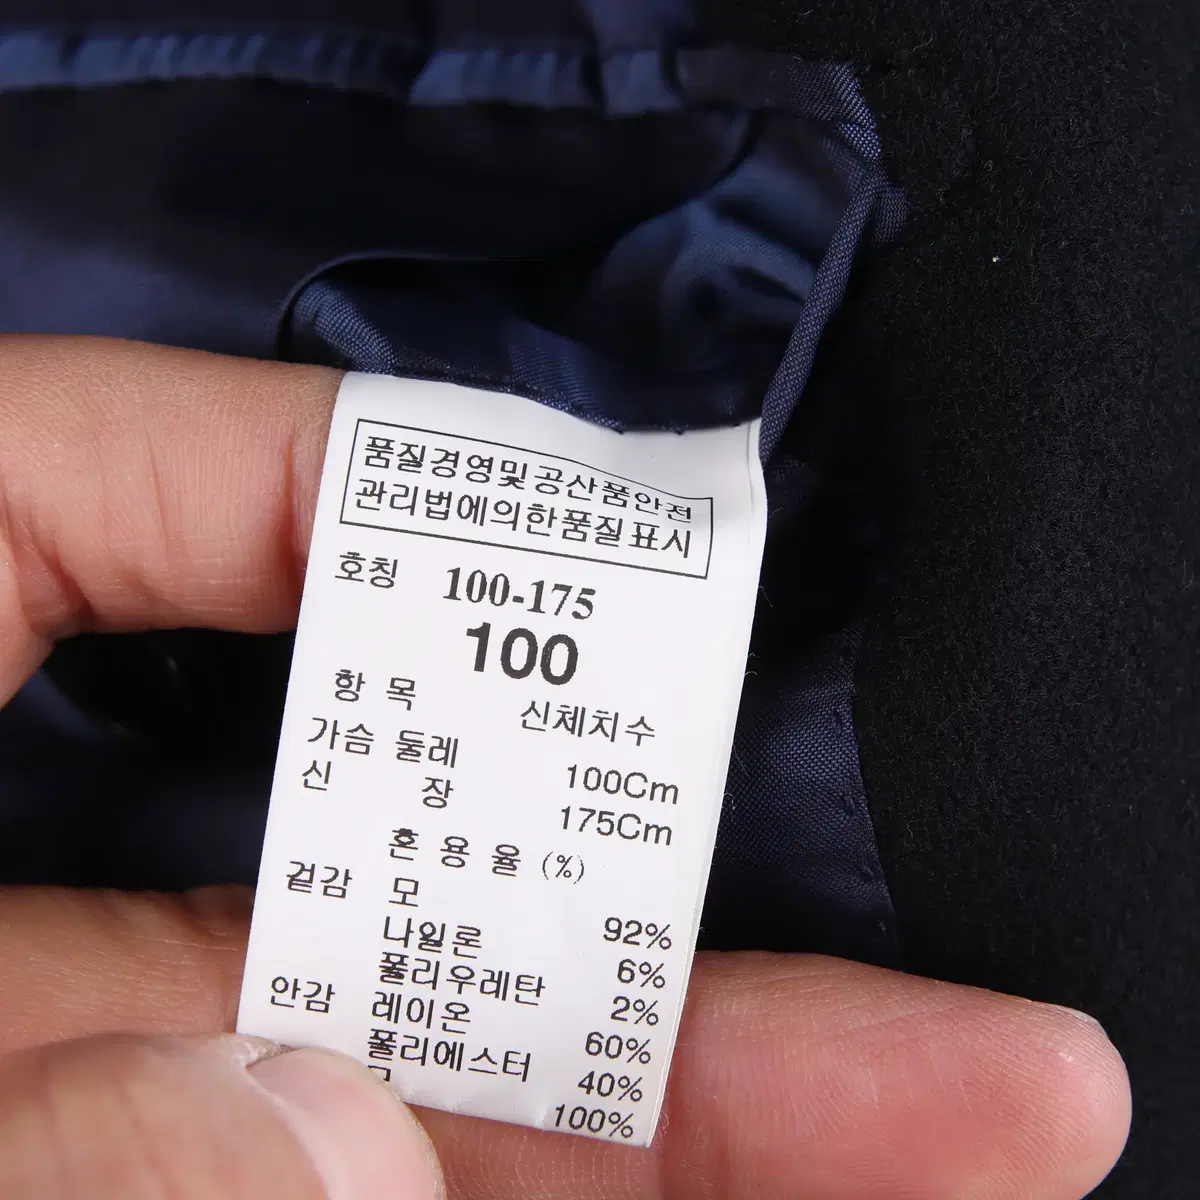 품질경영및공산품안전
관리법에의한품질표시
호칭 100-175
100
항 목 신체치수
가슴 둘레 100Cm
신 장 175Cm
혼 용 율 (%)
겉감 모 92%
나일론 6%
폴리우레탄 2%
안감 레이온 60%
폴리에스터 40%
100%